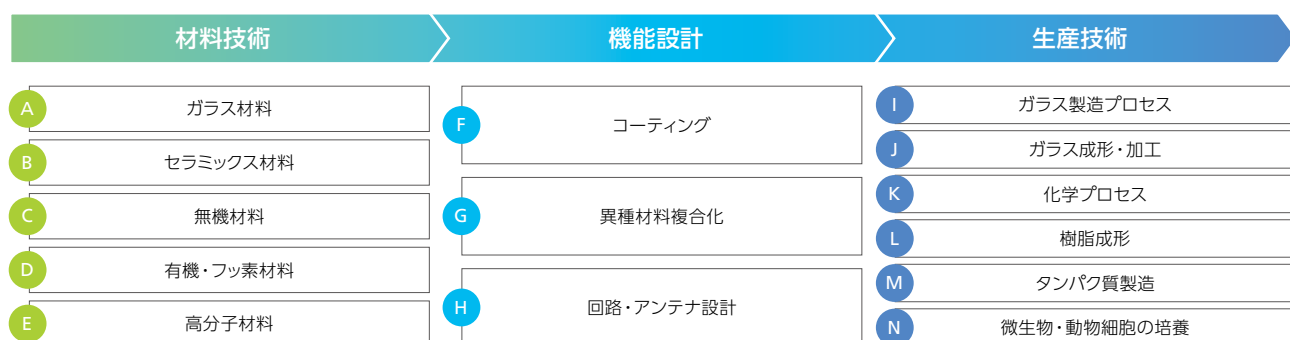 材料技術
機能設計
生産技術
A ガラス材料
B セラミックス材料
C 無機材料
D 有機・フッ素材料
E 高分子材料
F コーティング
G 異種材料複合化
H 回路・アンテナ設計
I ガラス製造プロセス
J ガラス成形・加工
K 化学プロセス
L 樹脂成形
M タンパク質製造
N 微生物・動物細胞の培養